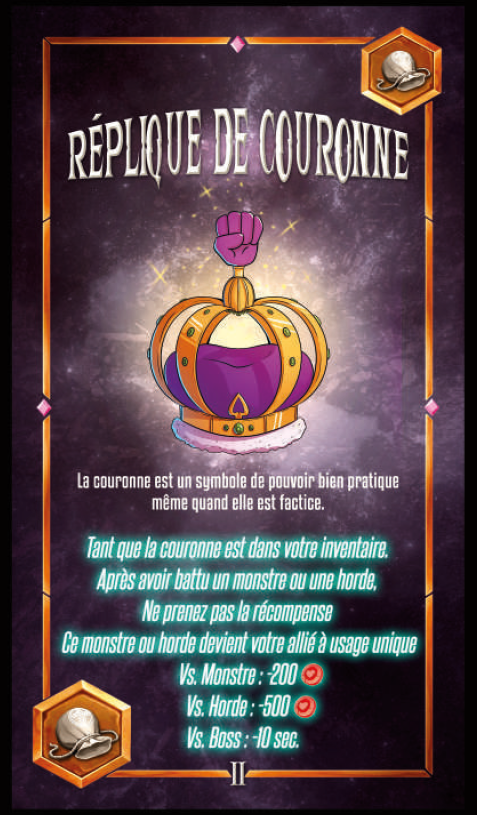 RÉPLIQUE DE COURONNE
La couronne est un symbole de pouvoir bien pratique
même quand elle est factice.
Tant que la couronne est dans votre inventaire.
Après avoir battu un monstre ou une horde,
Ne prenez pas la récompense
Ce monstre ou horde devient votre allié à usage unique
Vs. Monstre : -200
Vs. Horde : -500
Vs. Boss : -10 sec.
II